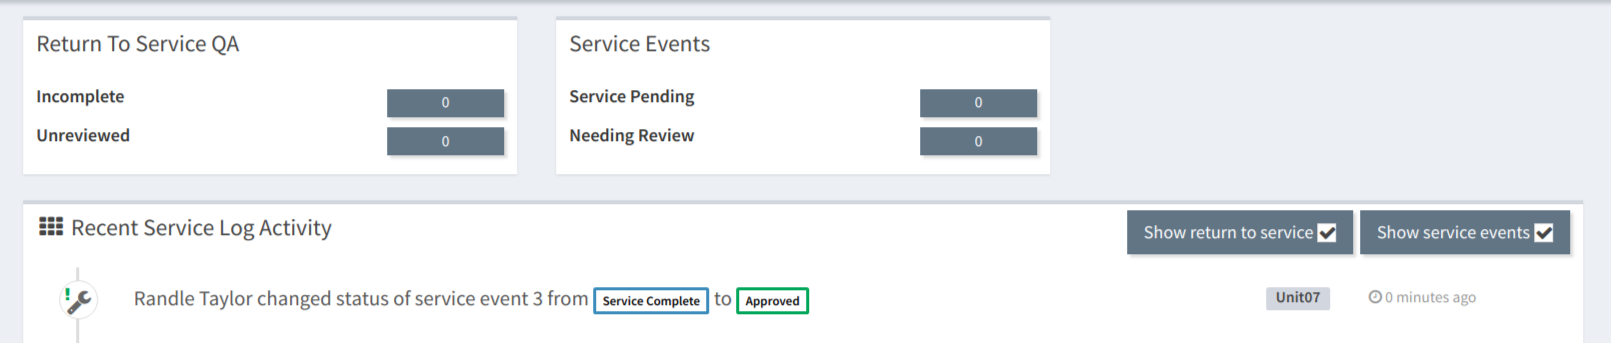 Return To Service QA
Incomplete 0
Unreviewed 0
Service Events
Service Pending 0
Needing Review 0
Recent Service Log Activity
Show return to service
Show service events
Randle Taylor changed status of service event 3 from Service Complete to Approved
Unit07
0 minutes ago